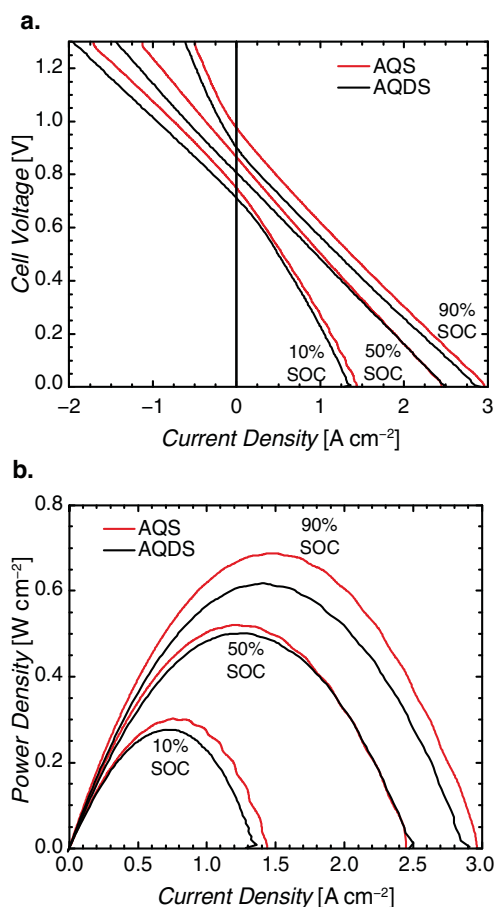 a.
1.2
1.0
0.8
0.6
0.4
0.2
0.0
Cell Voltage [V]
AQS
AQDS
90%
SOC
10%
SOC
50%
SOC
−2 −1 0 1 2 3
Current Density [A cm⁻²]
b.
0.8
0.6
0.4
0.2
0.0
Power Density [W cm⁻²]
AQS
AQDS
90%
SOC
50%
SOC
10%
SOC
0.0 0.5 1.0 1.5 2.0 2.5 3.0
Current Density [A cm⁻²]